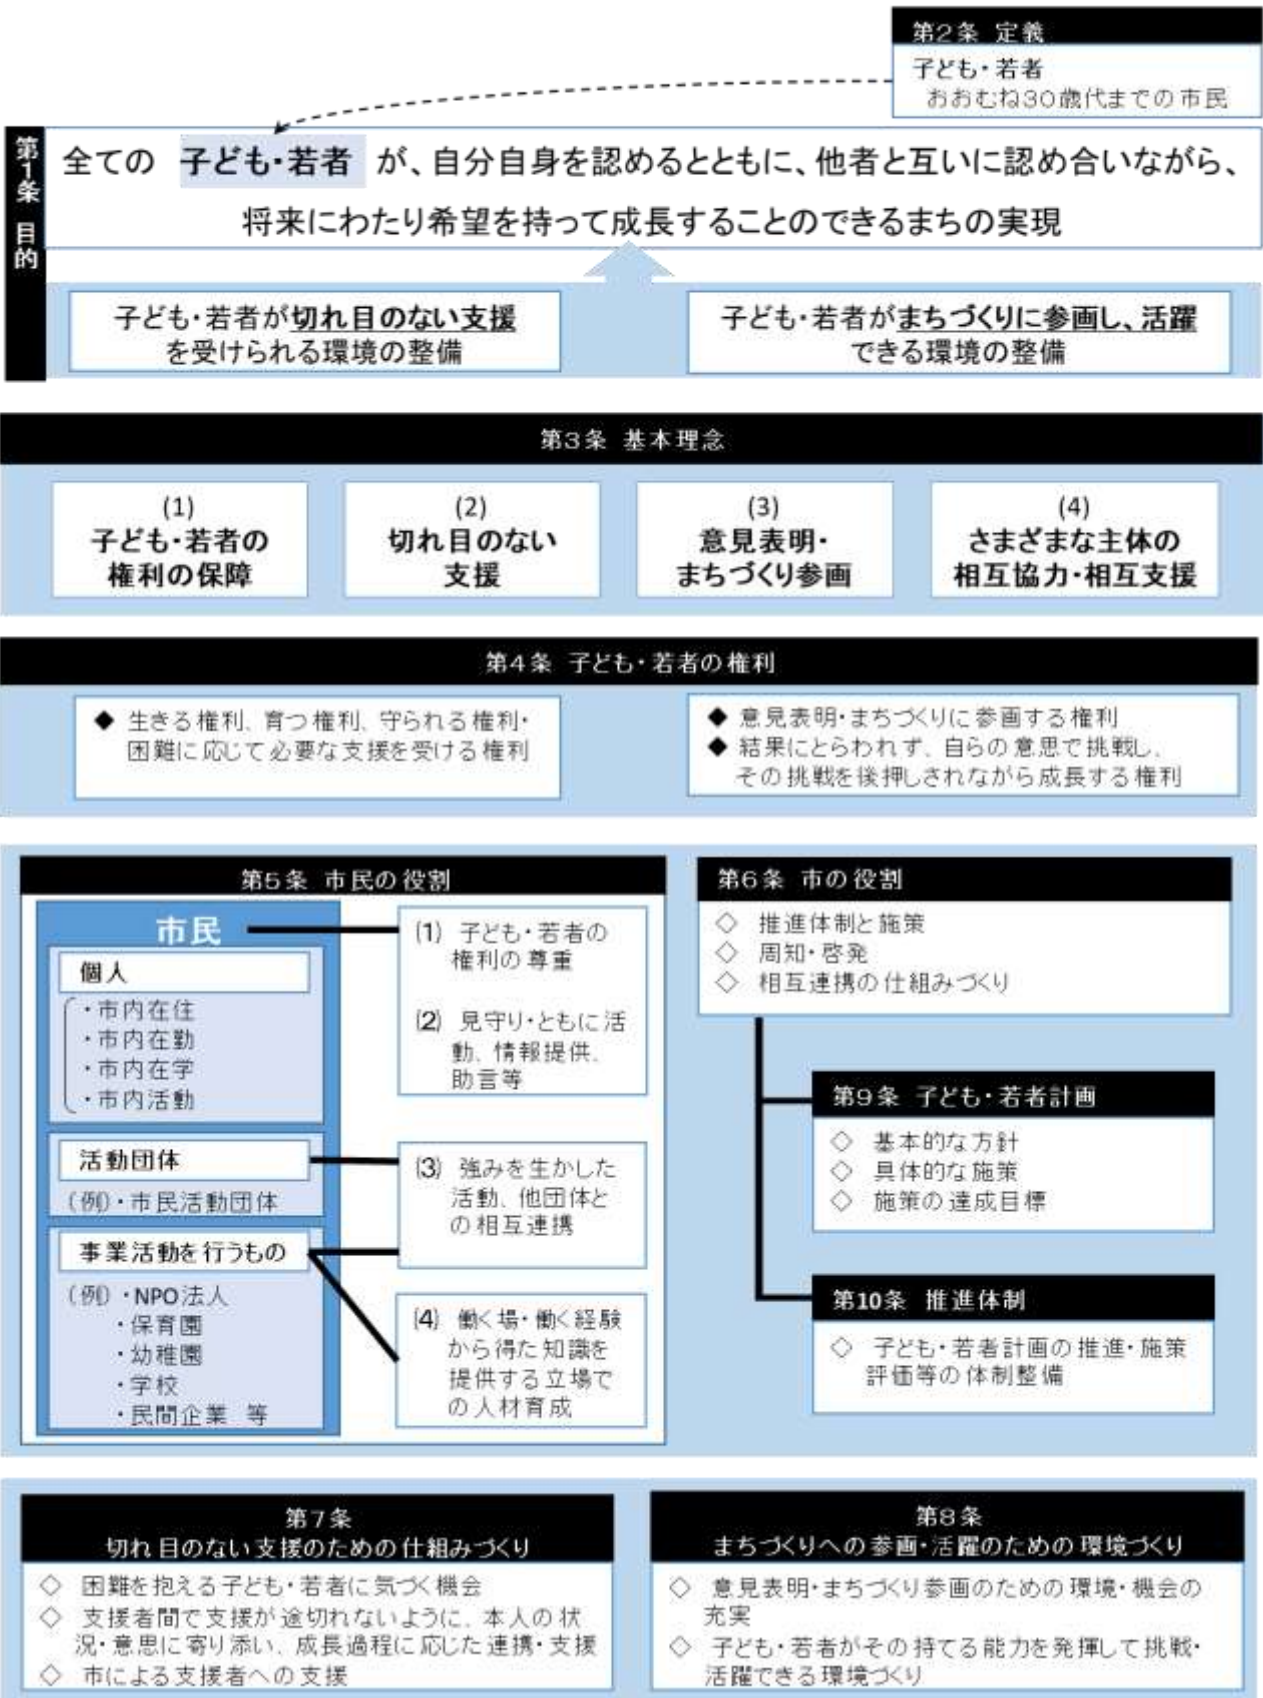 第2条 定義
子ども・若者
おおむね30歳代までの市民
第1条 目的
全ての 子ども・若者 が、自分自身を認めるとともに、他者と互いに認め合いながら、
将来にわたり希望を持って成長することのできるまちの実現
子ども・若者が切れ目のない支援
を受けられる環境の整備
子ども・若者がまちづくりに参画し、活躍
できる環境の整備
第3条 基本理念
(1)
子ども・若者の
権利の保障
(2)
切れ目のない
支援
(3)
意見表明・
まちづくり参画
(4)
さまざまな主体の
相互協力・相互支援
第4条 子ども・若者の権利
◆ 生きる権利、育つ権利、守られる権利・
困難に応じて必要な支援を受ける権利
◆ 意見表明・まちづくりに参画する権利
◆ 結果にとらわれず、自らの意思で挑戦し、
その挑戦を後押しされながら成長する権利
第5条 市民の役割
市民
個人
・市内在住
・市内在勤
・市内在学
・市内活動
活動団体
(例)・市民活動団体
事業活動を行うもの
(例)・NPO法人
・保育園
・幼稚園
・学校
・民間企業 等
(1) 子ども・若者の
権利の尊重
(2) 見守り・ともに活
動、情報提供、
助言等
(3) 強みを生かした
活動、他団体と
の相互連携
(4) 働く場・働く経験
から得た知識を
提供する立場で
の人材育成
第6条 市の役割
◇ 推進体制と施策
◇ 周知・啓発
◇ 相互連携の仕組みづくり
第9条 子ども・若者計画
◇ 基本的な方針
◇ 具体的な施策
◇ 施策の達成目標
第10条 推進体制
◇ 子ども・若者計画の推進・施策
評価等の体制整備
第7条
切れ目のない支援のための仕組みづくり
◇ 困難を抱える子ども・若者に気づく機会
◇ 支援者間で支援が途切れないように、本人の状
況・意思に寄り添い、成長過程に応じた連携・支援
◇ 市による支援者への支援
第8条
まちづくりへの参画・活躍のための環境づくり
◇ 意見表明・まちづくり参画のための環境・機会の
充実
◇ 子ども・若者がその持てる能力を発揮して挑戦・
活躍できる環境づくり